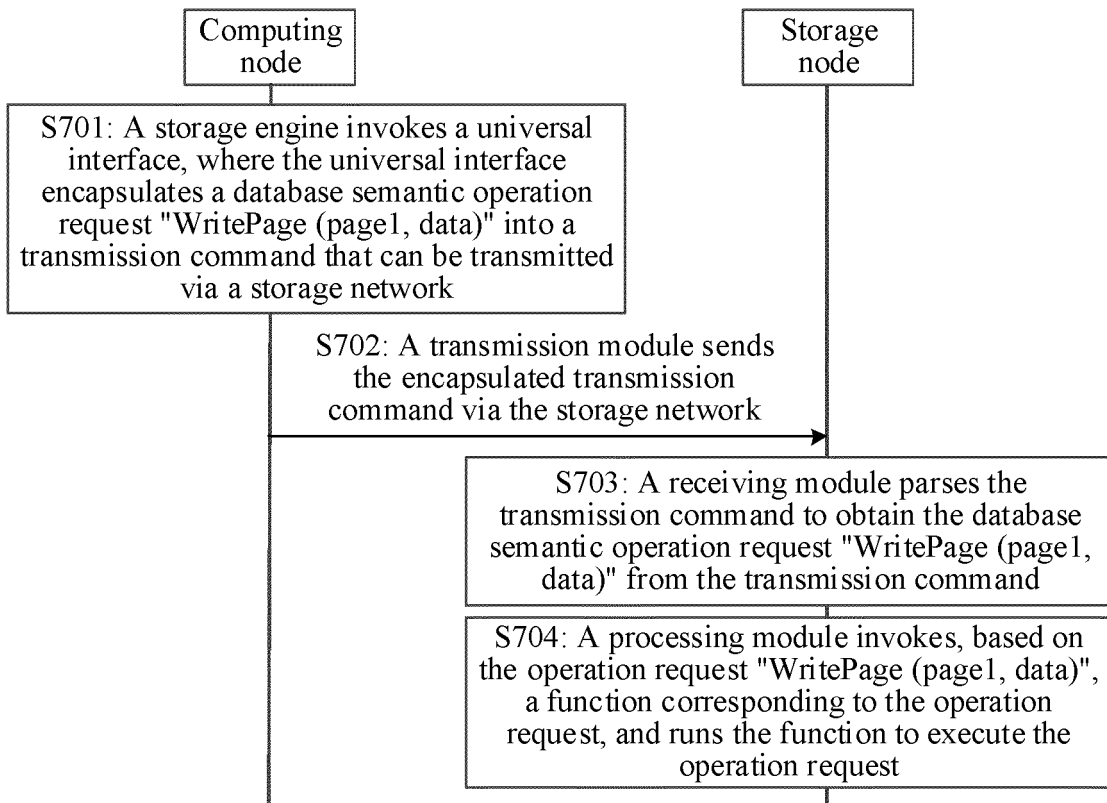 Computing
node
Storage
node
S701: A storage engine invokes a universal
interface, where the universal interface
encapsulates a database semantic operation
request "WritePage (page1, data)" into a
transmission command that can be transmitted
via a storage network
S702: A transmission module sends
the encapsulated transmission
command via the storage network
S703: A receiving module parses the
transmission command to obtain the database
semantic operation request "WritePage (page1,
data)" from the transmission command
S704: A processing module invokes, based on
the operation request "WritePage (page1, data)",
a function corresponding to the operation
request, and runs the function to execute the
operation request